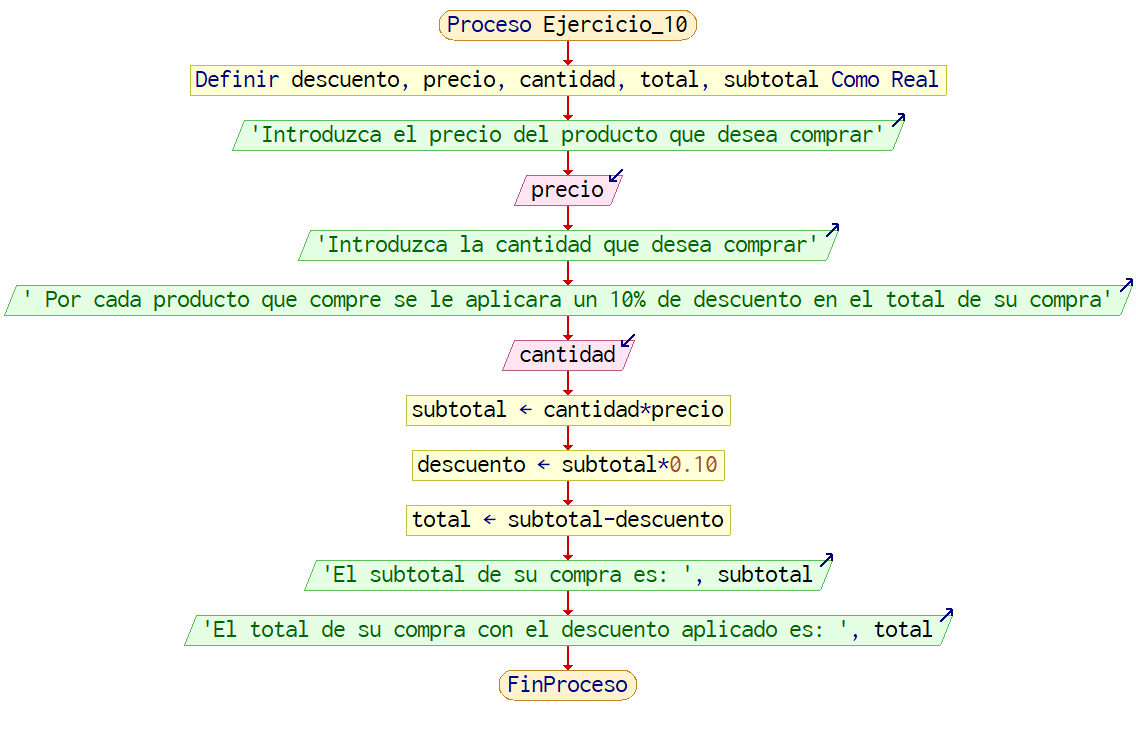 Proceso Ejercicio_10
Definir descuento, precio, cantidad, total, subtotal Como Real
'Introduzca el precio del producto que desea comprar'
precio
'Introduzca la cantidad que desea comprar'
' Por cada producto que compre se le aplicara un 10% de descuento en el total de su compra'
cantidad
subtotal ← cantidad*precio
descuento ← subtotal*0.10
total ← subtotal-descuento
'El subtotal de su compra es: ', subtotal
'El total de su compra con el descuento aplicado es: ', total
FinProceso